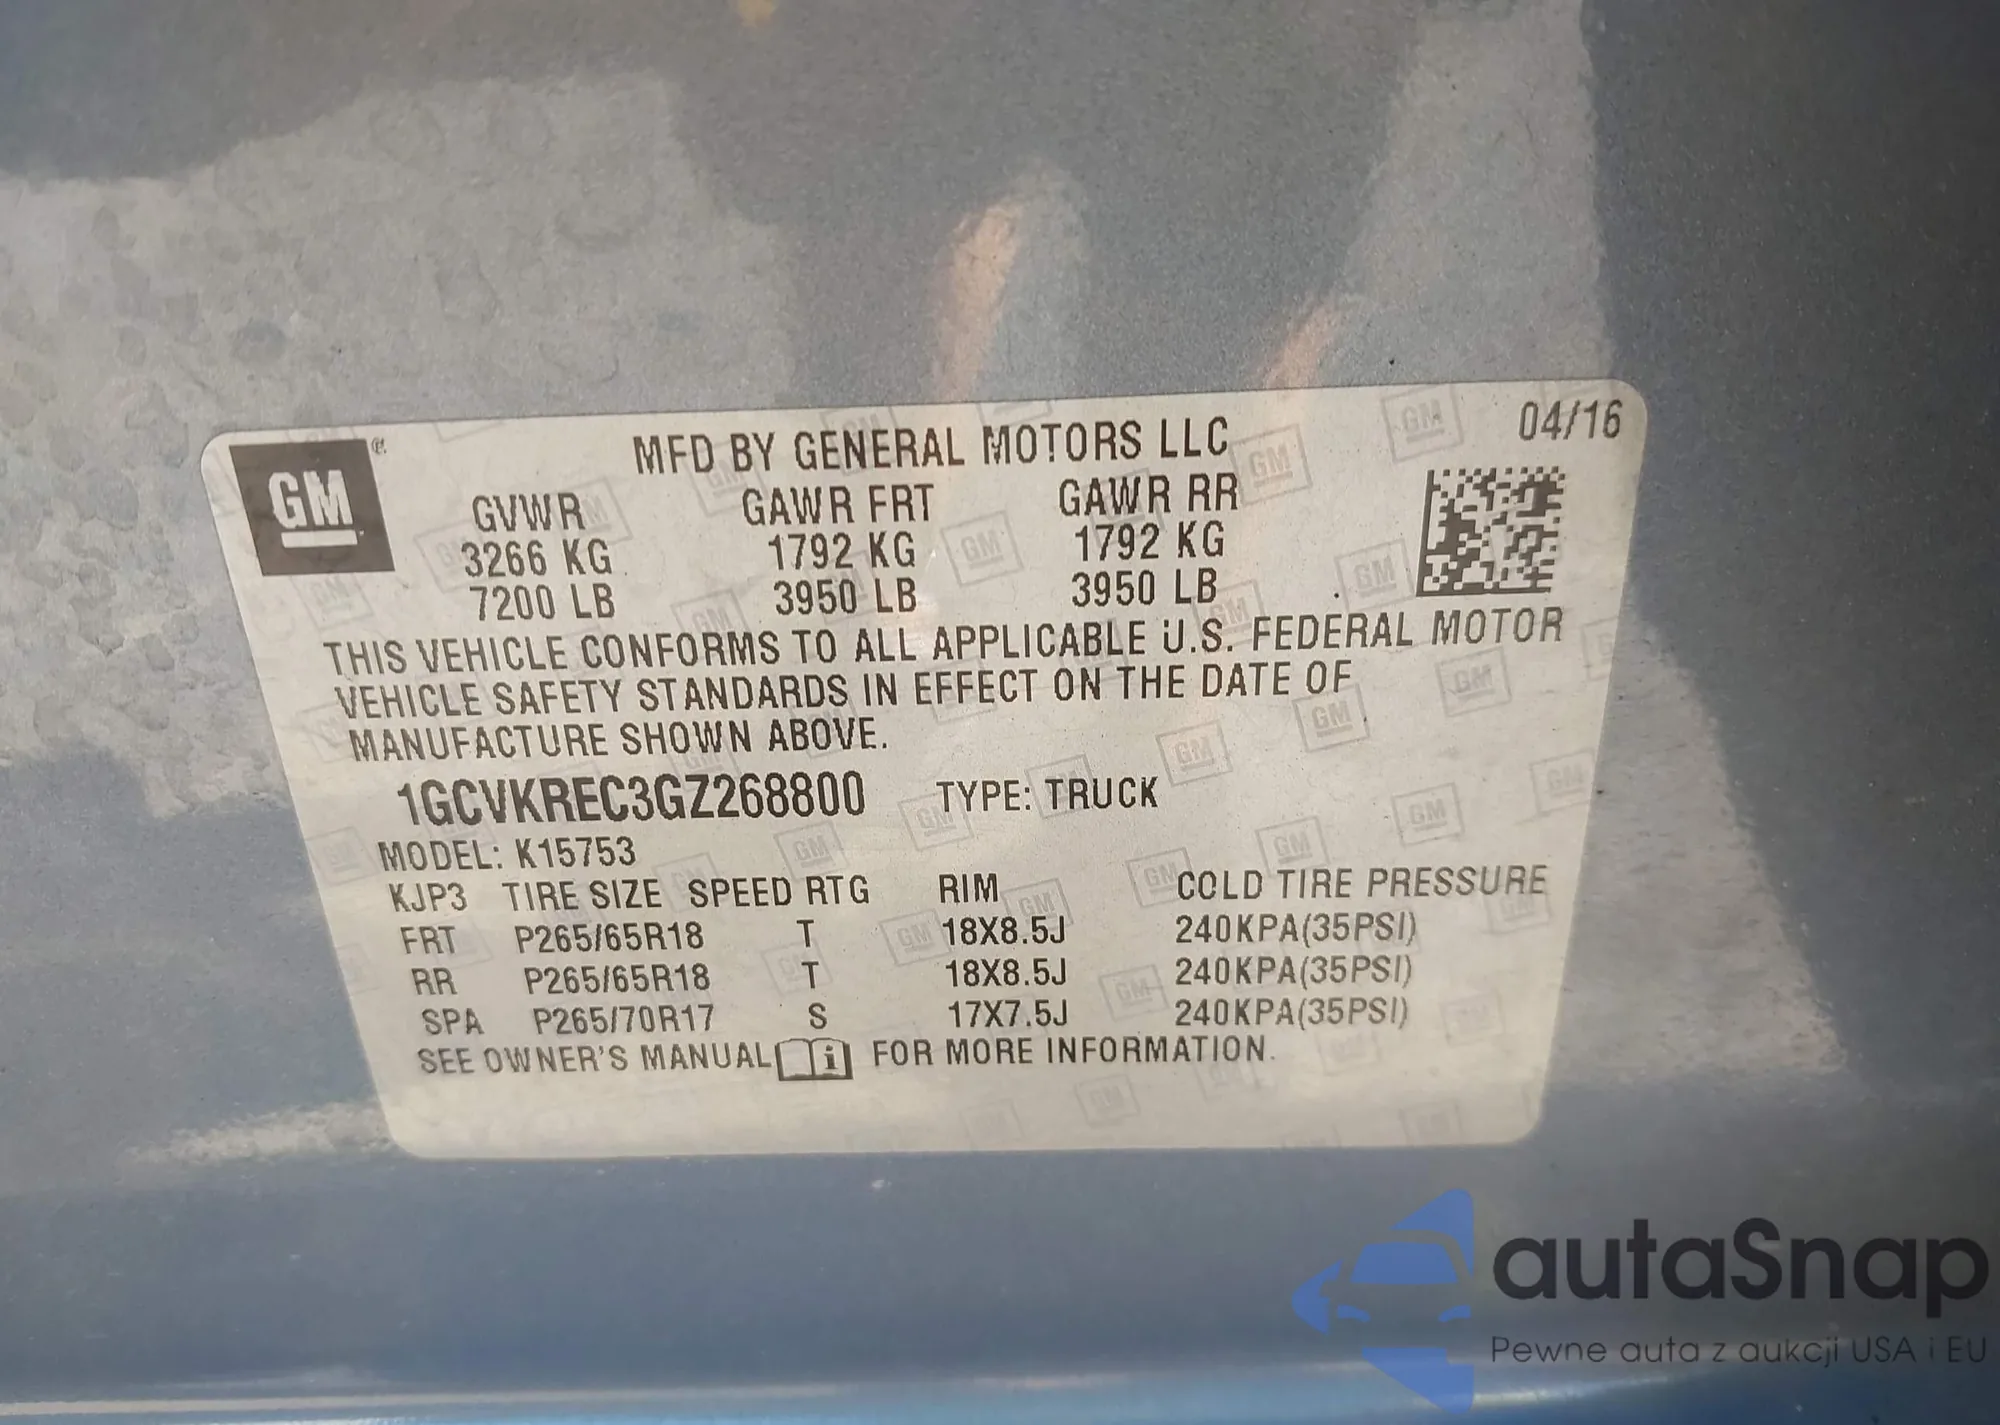 GM ®
MFD BY GENERAL MOTORS LLC 04/16
GVWR GAWR FRT GAWR RR
3266 KG 1792 KG 1792 KG
7200 LB 3950 LB 3950 LB
THIS VEHICLE CONFORMS TO ALL APPLICABLE U.S. FEDERAL MOTOR
VEHICLE SAFETY STANDARDS IN EFFECT ON THE DATE OF
MANUFACTURE SHOWN ABOVE.
1GCVKREC3GZ268800 TYPE: TRUCK
MODEL: K15753
KJP3 TIRE SIZE SPEED RTG RIM COLD TIRE PRESSURE
FRT P265/65R18 T 18X8.5J 240KPA(35PSI)
RR P265/65R18 T 18X8.5J 240KPA(35PSI)
SPA P265/70R17 S 17X7.5J 240KPA(35PSI)
SEE OWNER'S MANUAL i FOR MORE INFORMATION.
autaSnap
Pewne auta z aukcji USA i EU